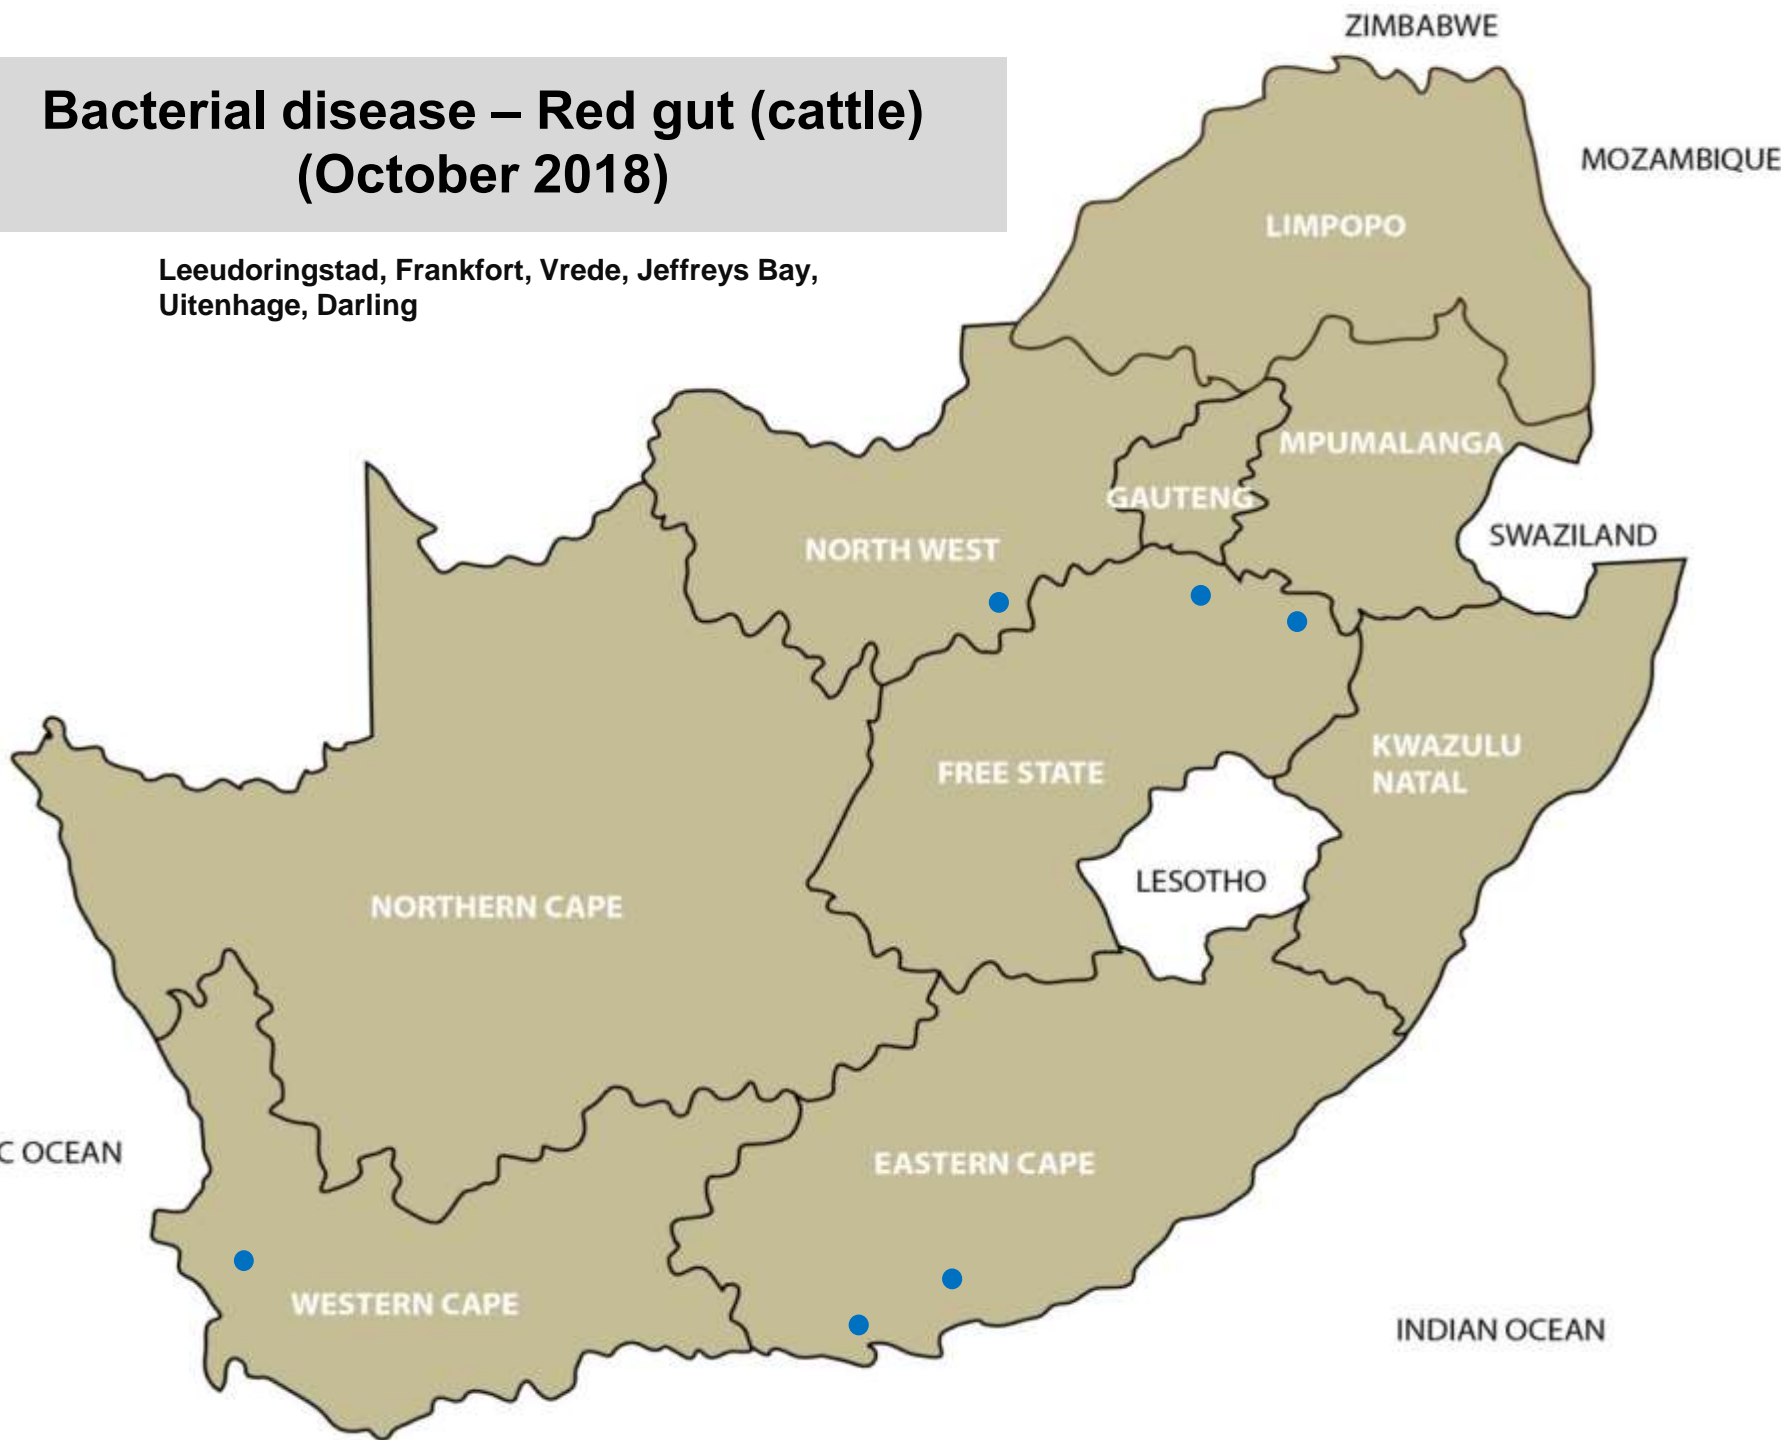 ZIMBABWE
Bacterial disease – Red gut (cattle)
(October 2018)
MOZAMBIQUE
LIMPOPO
Leeudoringstad, Frankfort, Vrede, Jeffreys Bay,
Uitenhage, Darling
MPUMALANGA
GAUTENG
SWAZILAND
NORTH WEST
KWAZULU
NATAL
FREE STATE
LESOTHO
NORTHERN CAPE
C OCEAN
EASTERN CAPE
WESTERN CAPE
INDIAN OCEAN